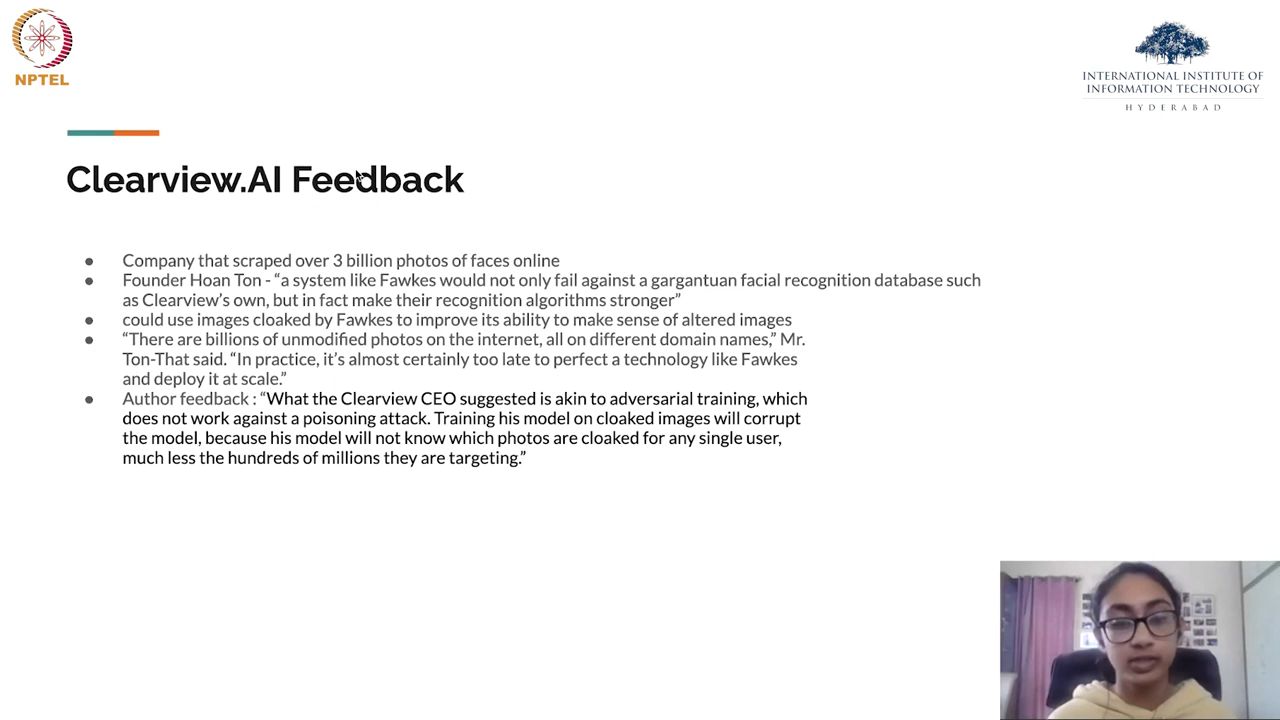 NPTEL
INTERNATIONAL INSTITUTE OF
INFORMATION TECHNOLOGY
HYDERABAD
Clearview.AI Feedback
● Company that scraped over 3 billion photos of faces online
● Founder Hoan Ton - “a system like Fawkes would not only fail against a gargantuan facial recognition database such
as Clearview’s own, but in fact make their recognition algorithms stronger”
● could use images cloaked by Fawkes to improve its ability to make sense of altered images
● “There are billions of unmodified photos on the internet, all on different domain names,” Mr.
Ton-That said. “In practice, it’s almost certainly too late to perfect a technology like Fawkes
and deploy it at scale.”
● Author feedback : “What the Clearview CEO suggested is akin to adversarial training, which
does not work against a poisoning attack. Training his model on cloaked images will corrupt
the model, because his model will not know which photos are cloaked for any single user,
much less the hundreds of millions they are targeting.”